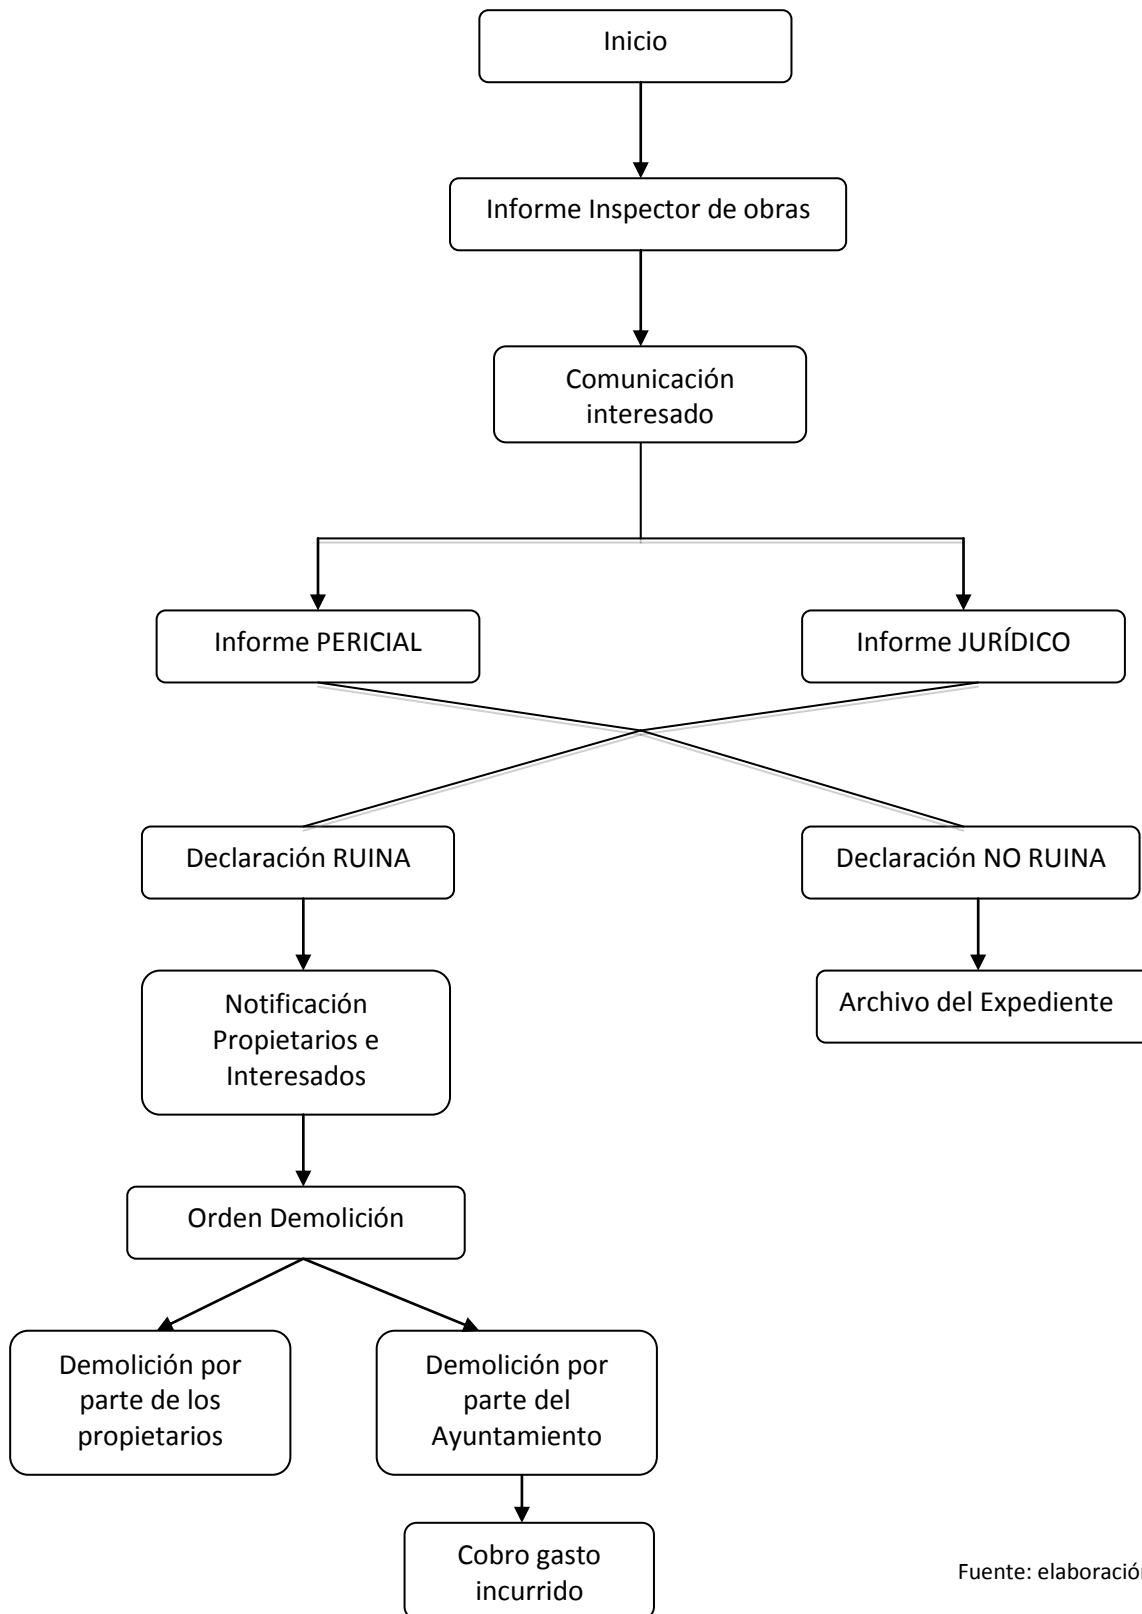 Inicio
Informe Inspector de obras
Comunicación
interesado
Informe PERICIAL
Informe JURÍDICO
Declaración RUINA
Declaración NO RUINA
Notificación
Propietarios e
Interesados
Archivo del Expediente
Orden Demolición
Demolición por
parte de los
propietarios
Demolición por
parte del
Ayuntamiento
Cobro gasto
incurrido
Fuente: elaboración